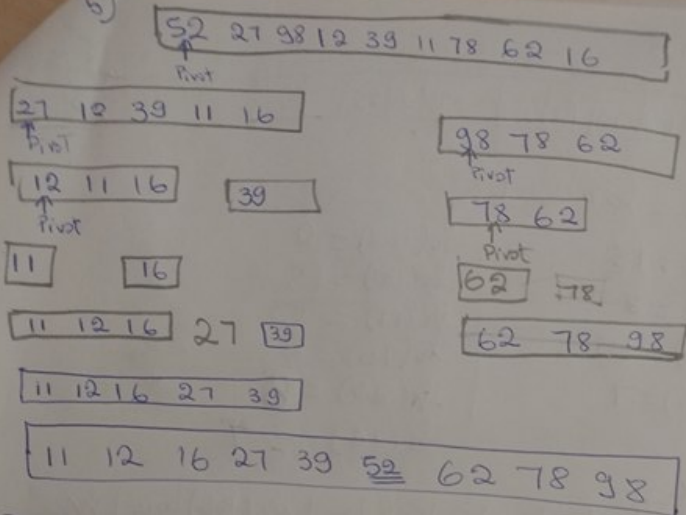 b)
52 27 98 12 39 11 78 62 16
Pivot
27 12 39 11 16
Pivot
98 78 62
Pivot
12 11 16
39
Pivot
78 62
Pivot
11
16
62
78
11 12 16 27 39
62 78 98
11 12 16 27 39
11 12 16 27 39 52 62 78 98